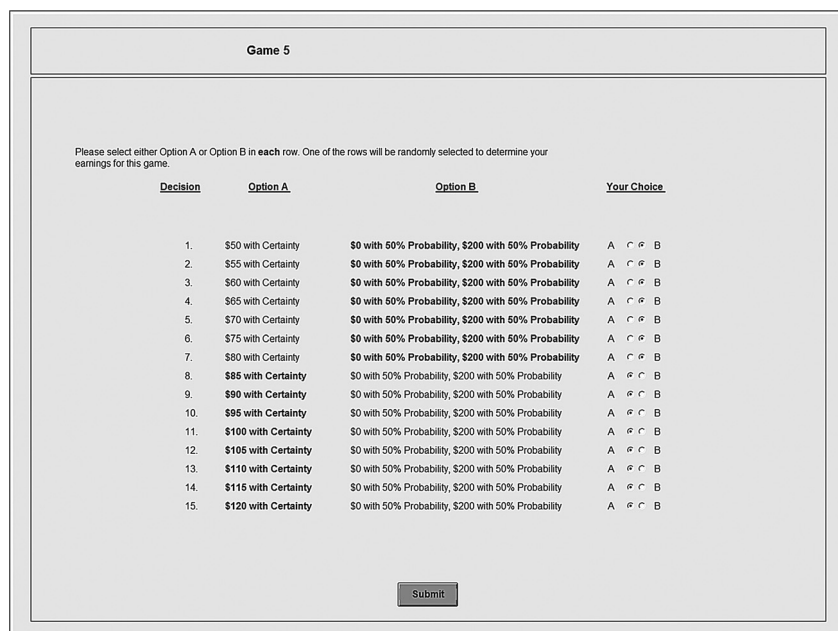 Game 5
Please select either Option A or Option B in each row. One of the rows will be randomly selected to determine your
earnings for this game.
Decision Option A Option B Your Choice
1. $50 with Certainty $0 with 50% Probability, $200 with 50% Probability A B
2. $55 with Certainty $0 with 50% Probability, $200 with 50% Probability A B
3. $60 with Certainty $0 with 50% Probability, $200 with 50% Probability A B
4. $65 with Certainty $0 with 50% Probability, $200 with 50% Probability A B
5. $70 with Certainty $0 with 50% Probability, $200 with 50% Probability A B
6. $75 with Certainty $0 with 50% Probability, $200 with 50% Probability A B
7. $80 with Certainty $0 with 50% Probability, $200 with 50% Probability A B
8. $85 with Certainty $0 with 50% Probability, $200 with 50% Probability A B
9. $90 with Certainty $0 with 50% Probability, $200 with 50% Probability A B
10. $95 with Certainty $0 with 50% Probability, $200 with 50% Probability A B
11. $100 with Certainty $0 with 50% Probability, $200 with 50% Probability A B
12. $105 with Certainty $0 with 50% Probability, $200 with 50% Probability A B
13. $110 with Certainty $0 with 50% Probability, $200 with 50% Probability A B
14. $115 with Certainty $0 with 50% Probability, $200 with 50% Probability A B
15. $120 with Certainty $0 with 50% Probability, $200 with 50% Probability A B
Submit